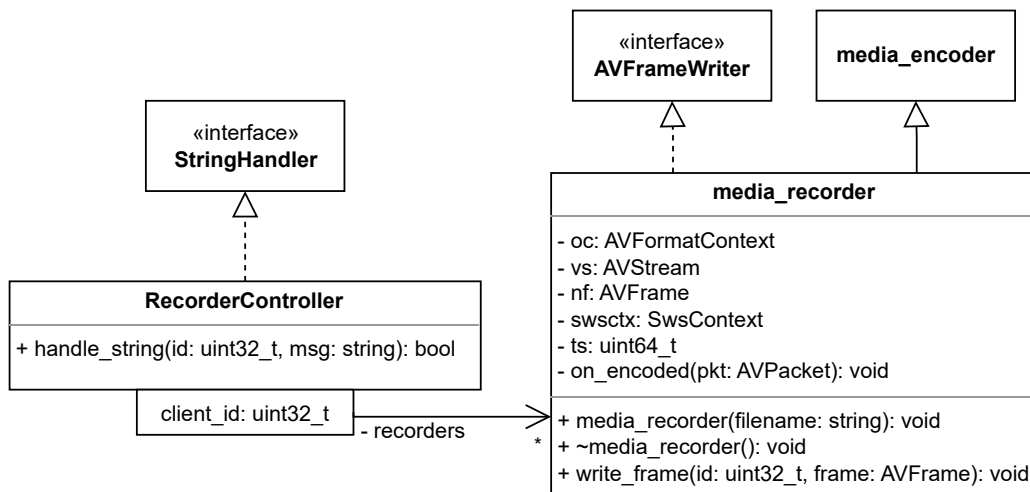 «interface»
AVFrameWriter
media_encoder
«interface»
StringHandler
media_recorder
- oc: AVFormatContext
- vs: AVStream
- nf: AVFrame
- swsctx: SwsContext
- ts: uint64_t
- on_encoded(pkt: AVPacket): void
+ media_recorder(filename: string): void
+ ~media_recorder(): void
+ write_frame(id: uint32_t, frame: AVFrame): void
RecorderController
+ handle_string(id: uint32_t, msg: string): bool
client_id: uint32_t
- recorders
*